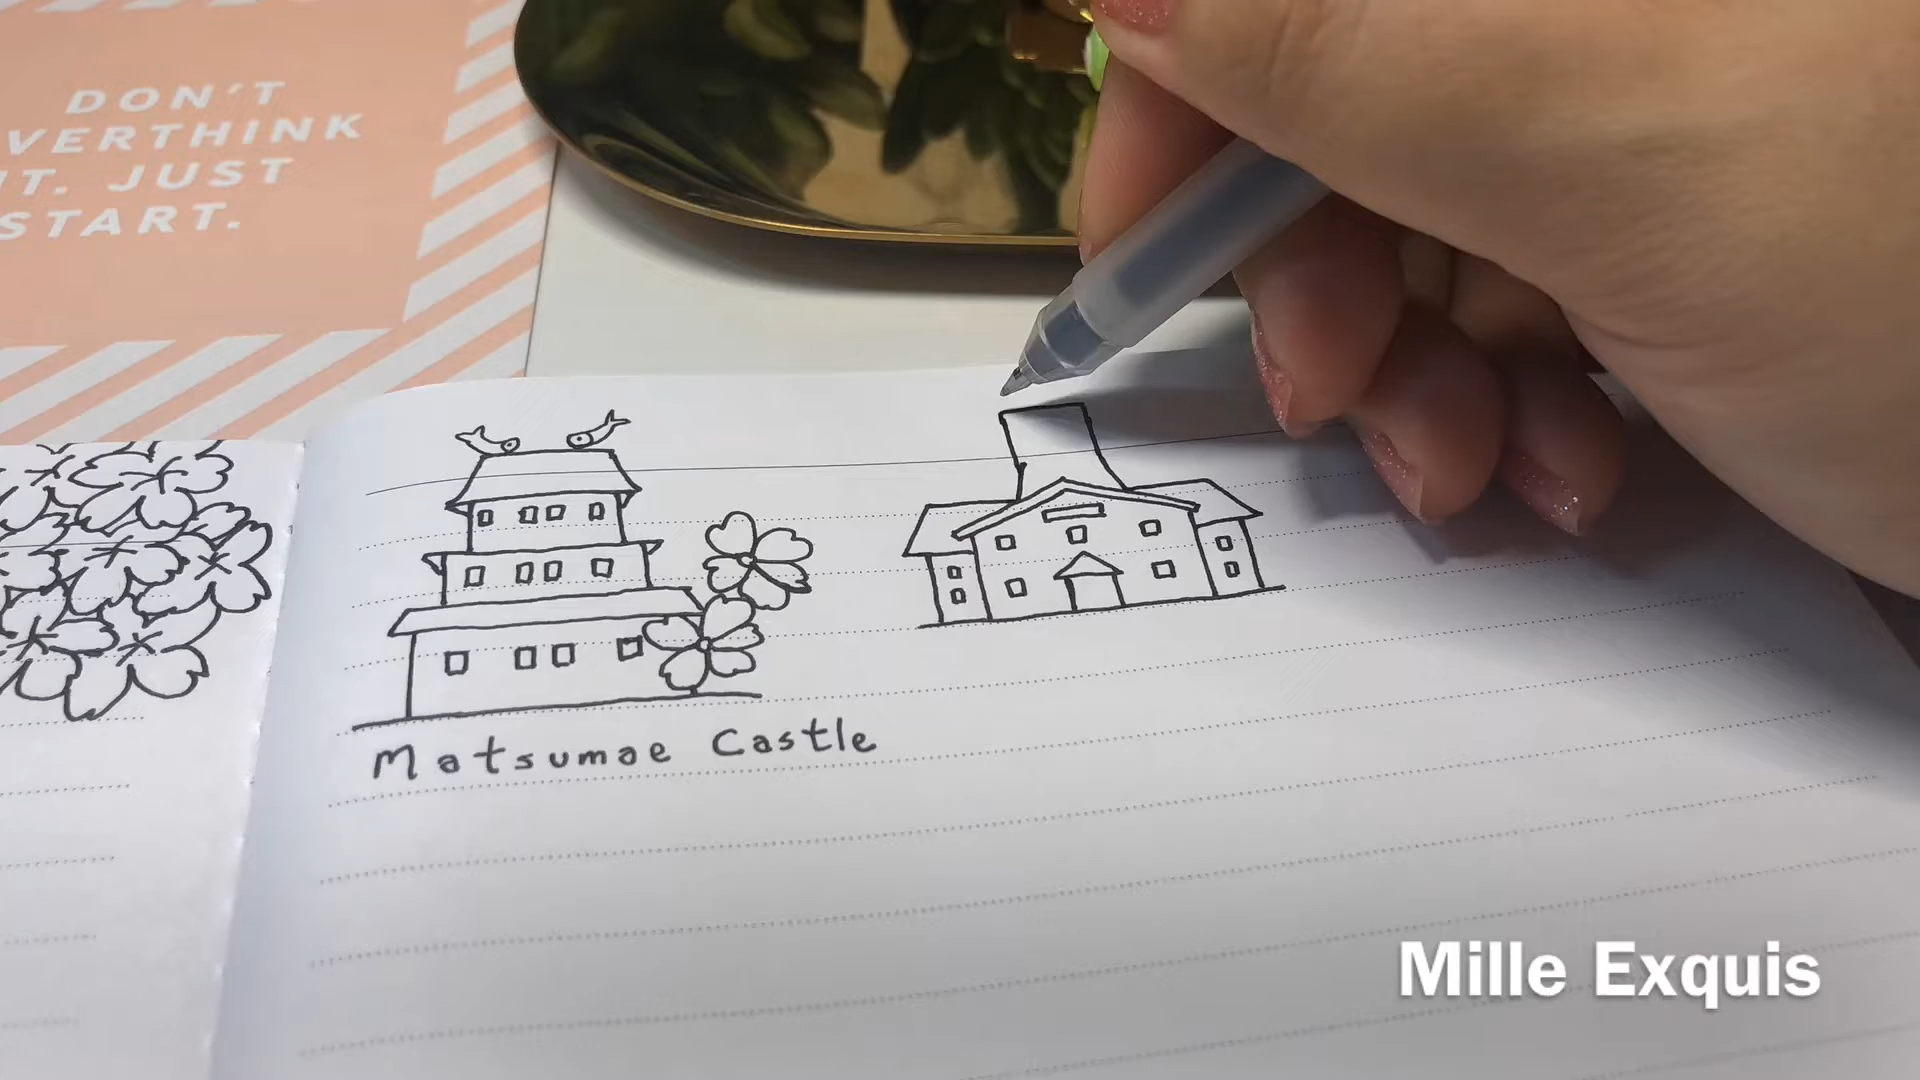 DON'T
VERTHINK
IT. JUST
START.
Matsumae Castle
Mille Exquis